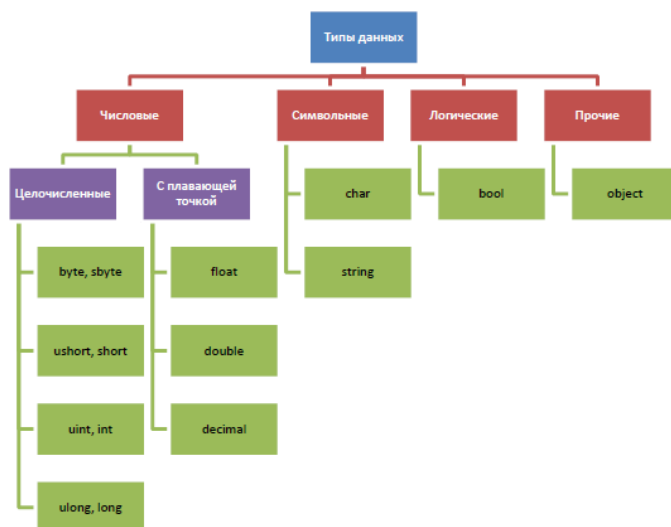 Типы данных
Числовые
Символьные
Логические
Прочие
Целочисленные
С плавающей
точкой
char
bool
object
byte, sbyte
float
string
ushort, short
double
uint, int
decimal
ulong, long